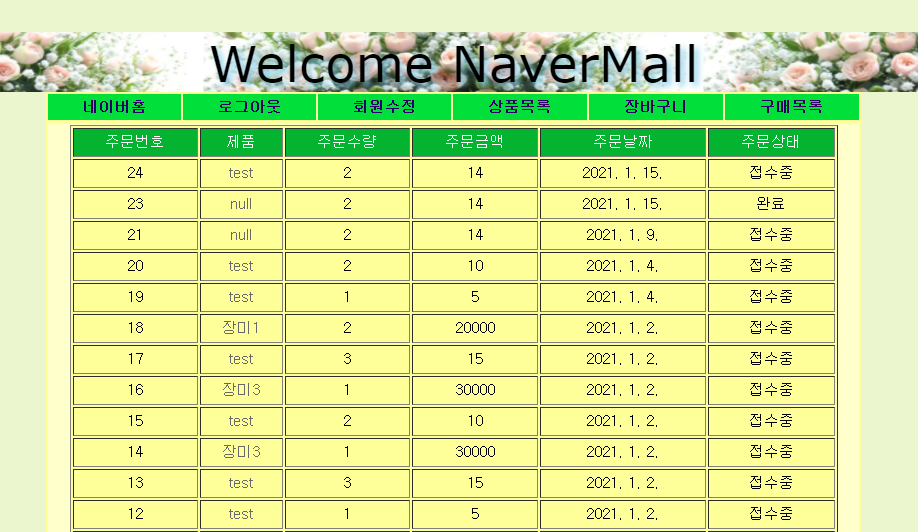 Welcome NaverMall
네이버홈 로그아웃 회원수정 상품목록 장바구니 구매목록
주문번호 제품 주문수량 주문금액 주문날짜 주문상태
24 test 2 14 2021. 1. 15. 접수중
23 null 2 14 2021. 1. 15. 완료
21 null 2 14 2021. 1. 9. 접수중
20 test 2 10 2021. 1. 4. 접수중
19 test 1 5 2021. 1. 4. 접수중
18 장미1 2 20000 2021. 1. 2. 접수중
17 test 3 15 2021. 1. 2. 접수중
16 장미3 1 30000 2021. 1. 2. 접수중
15 test 2 10 2021. 1. 2. 접수중
14 장미3 1 30000 2021. 1. 2. 접수중
13 test 3 15 2021. 1. 2. 접수중
12 test 1 5 2021. 1. 2. 접수중